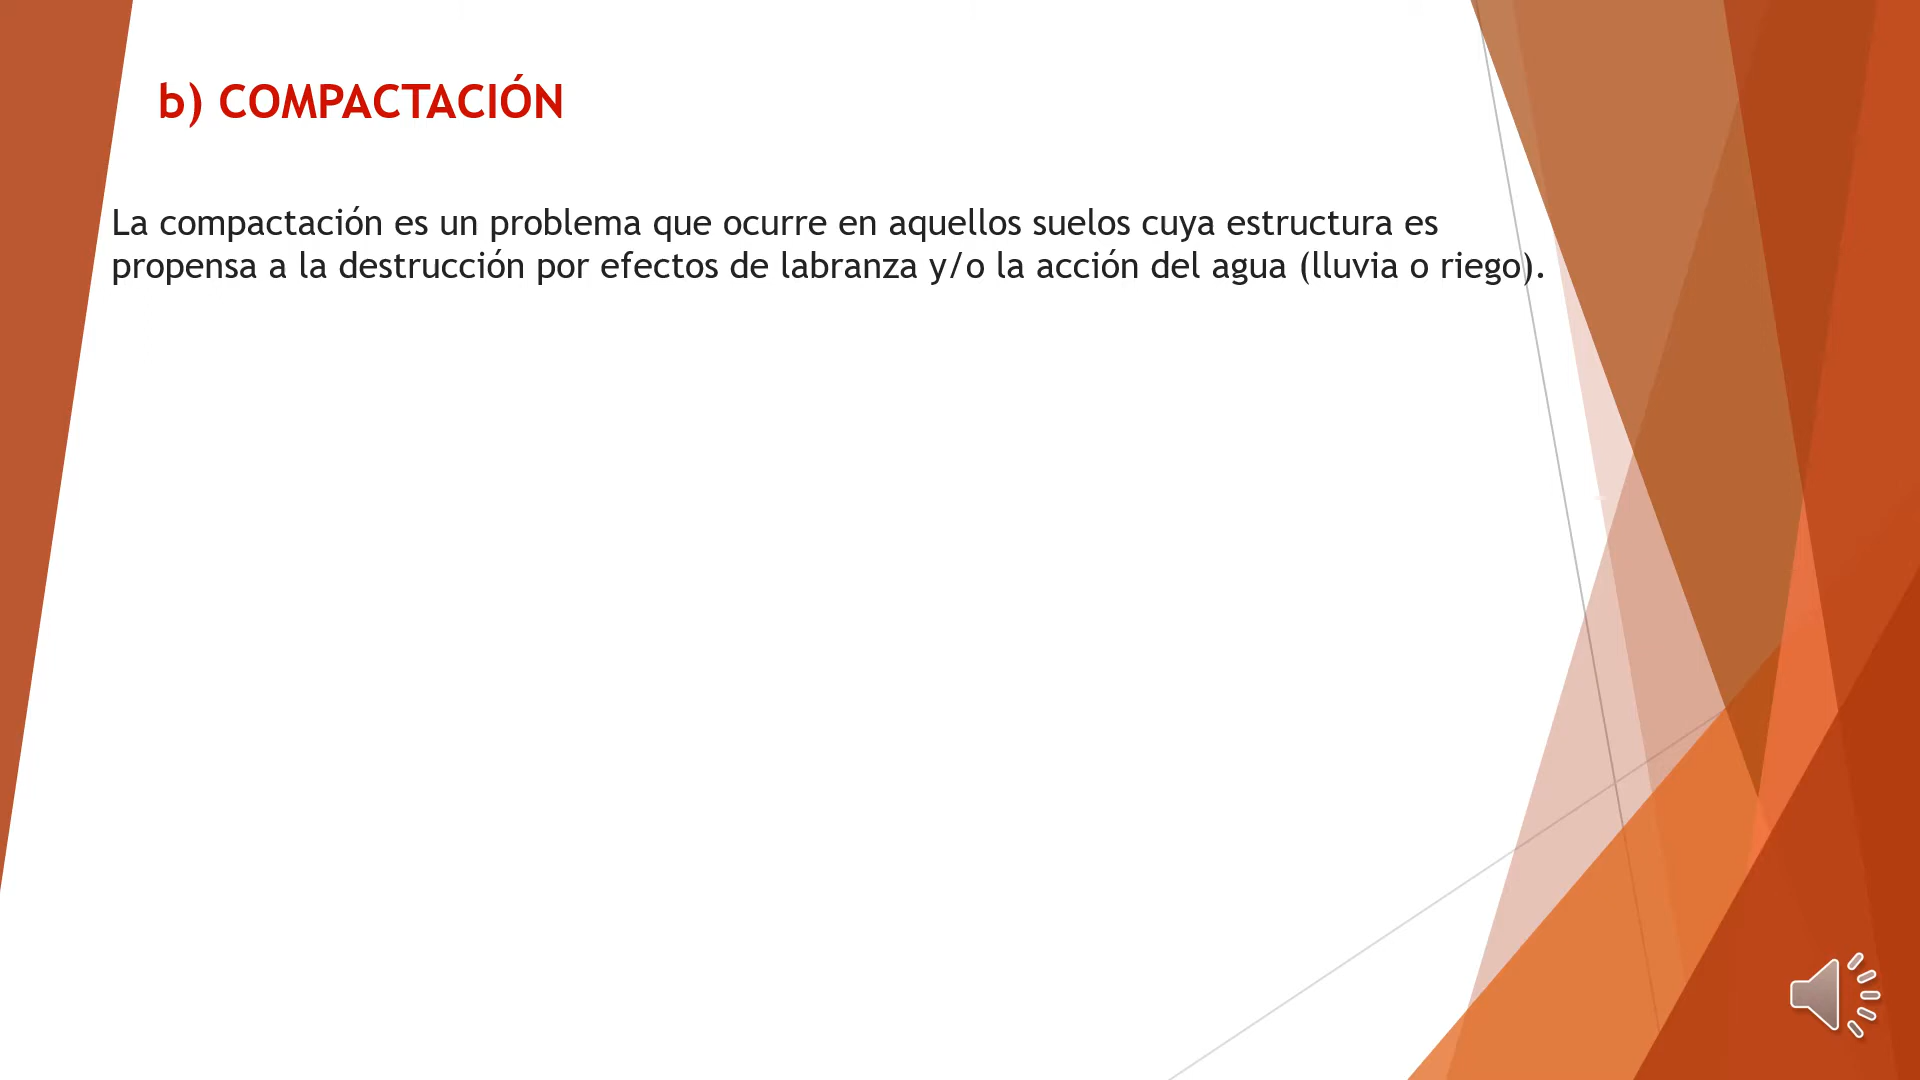 b) COMPACTACIÓN
La compactación es un problema que ocurre en aquellos suelos cuya estructura es
propensa a la destrucción por efectos de labranza y/o la acción del agua (lluvia o riego).